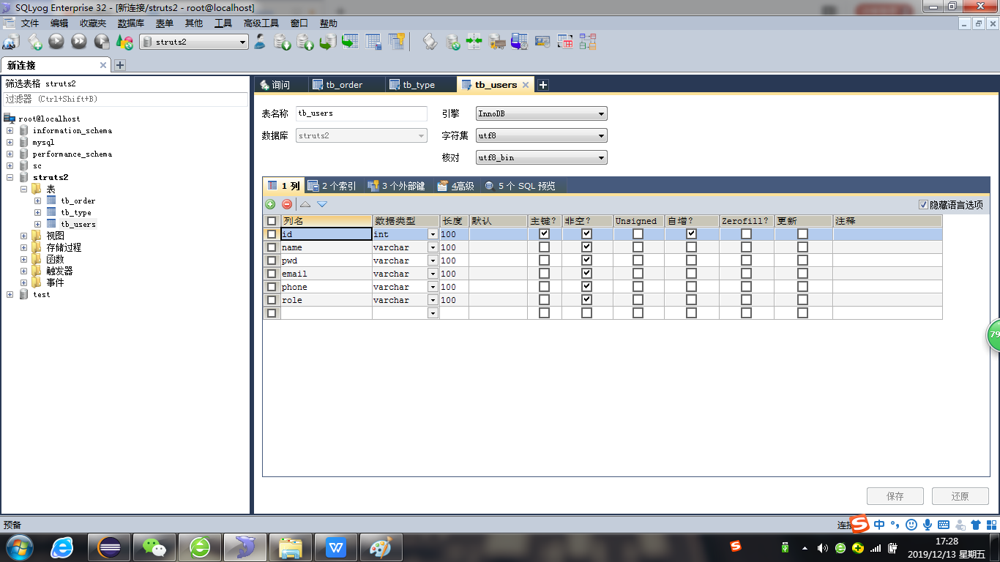 SQLyog Enterprise 32 - [新连接/struts2 - root@localhost]
文件 编辑 收藏夹 数据库 表单 其他 工具 高级工具 窗口 帮助
struts2
新连接
筛选表格 struts2
过滤器 (Ctrl+Shift+B)
root@localhost
information_schema
mysql
performance_schema
sc
struts2
表
tb_order
tb_type
tb_users
视图
存储过程
函数
触发器
事件
test
询问 tb_order tb_type tb_users
表名称 tb_users 引擎 InnoDB
数据库 struts2 字符集 utf8
核对 utf8_bin
1 列 2 个索引 3 个外部键 4高级 5 个 SQL 预览
隐藏语言选项
列名 数据类型 长度 默认 主键? 非空? Unsigned 自增? Zerofill? 更新 注释
id int 100
name varchar 100
pwd varchar 100
email varchar 100
phone varchar 100
role varchar 100
79
保存 还原
预备 连接 中
17:28
2019/12/13 星期五